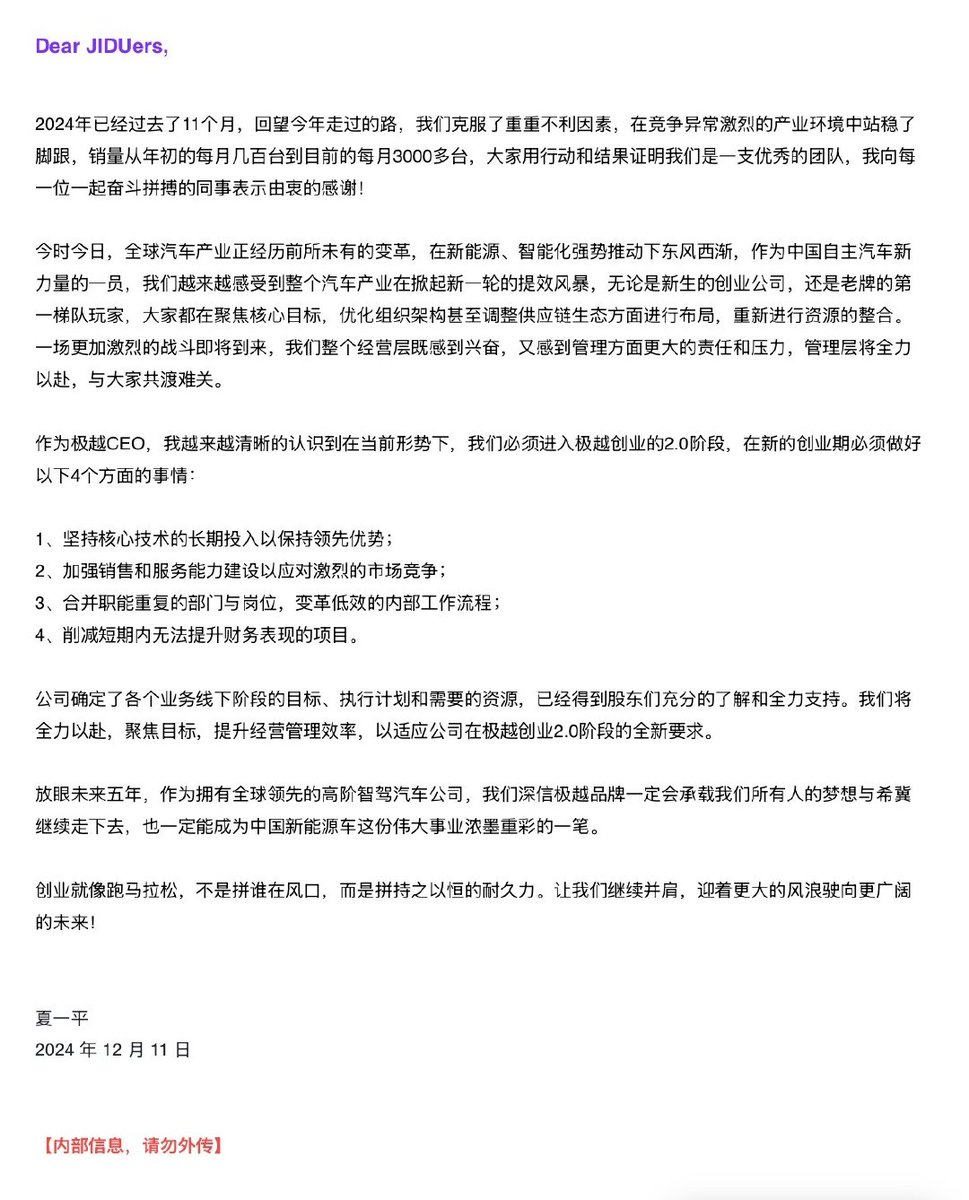 Dear JIDUers,
2024年已经过去了11个月，回望今年走过的路，我们克服了重重不利因素，在竞争异常激烈的产业环境中站稳了
脚跟，销量从年初的每月几百台到目前的每月3000多台，大家用行动和结果证明我们是一支优秀的团队，我向每
一位一起奋斗拼搏的同事表示由衷的感谢！
今时今日，全球汽车产业正经历前所未有的变革，在新能源、智能化强势推动下东风西渐，作为中国自主汽车新
力量的一员，我们越来越感受到整个汽车产业在掀起新一轮的提效风暴，无论是新生的创业公司，还是老牌的第
一梯队玩家，大家都在聚焦核心目标，优化组织架构甚至调整供应链生态方面进行布局，重新进行资源的整合。
一场更加激烈的战斗即将到来，我们整个经营层既感到兴奋，又感到管理方面更大的责任和压力，管理层将全力
以赴，与大家共渡难关。
作为极越CEO，我越来越清晰的认识到在当前形势下，我们必须进入极越创业的2.0阶段，在新的创业期必须做好
以下4个方面的事情：
1、坚持核心技术的长期投入以保持领先优势；
2、加强销售和服务能力建设以应对激烈的市场竞争；
3、合并职能重复的部门与岗位，变革低效的内部工作流程；
4、削减短期内无法提升财务表现的项目。
公司确定了各个业务线下阶段的目标、执行计划和需要的资源，已经得到股东们充分的了解和全力支持。我们将
全力以赴，聚焦目标，提升经营管理效率，以适应公司在极越创业2.0阶段的全新要求。
放眼未来五年，作为拥有全球领先的高阶智驾汽车公司，我们深信极越品牌一定会承载我们所有人的梦想与希冀
继续走下去，也一定能成为中国新能源车这份伟大事业浓墨重彩的一笔。
创业就像跑马拉松，不是拼谁在风口，而是拼持之以恒的耐久力。让我们继续并肩，迎着更大的风浪驶向更广阔
的未来！
夏一平
2024 年 12 月 11 日
【内部信息，请勿外传】